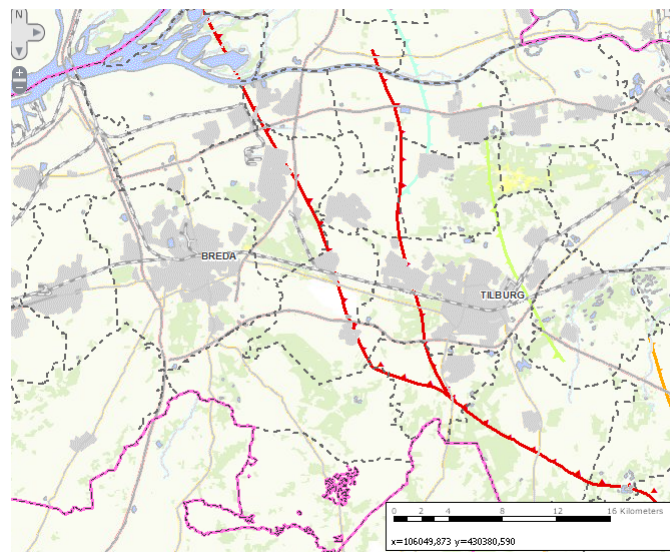 N
BREDA
TILBURG
0 2 4 8 12 16 Kilometers
x=106049,873 y=430380,590